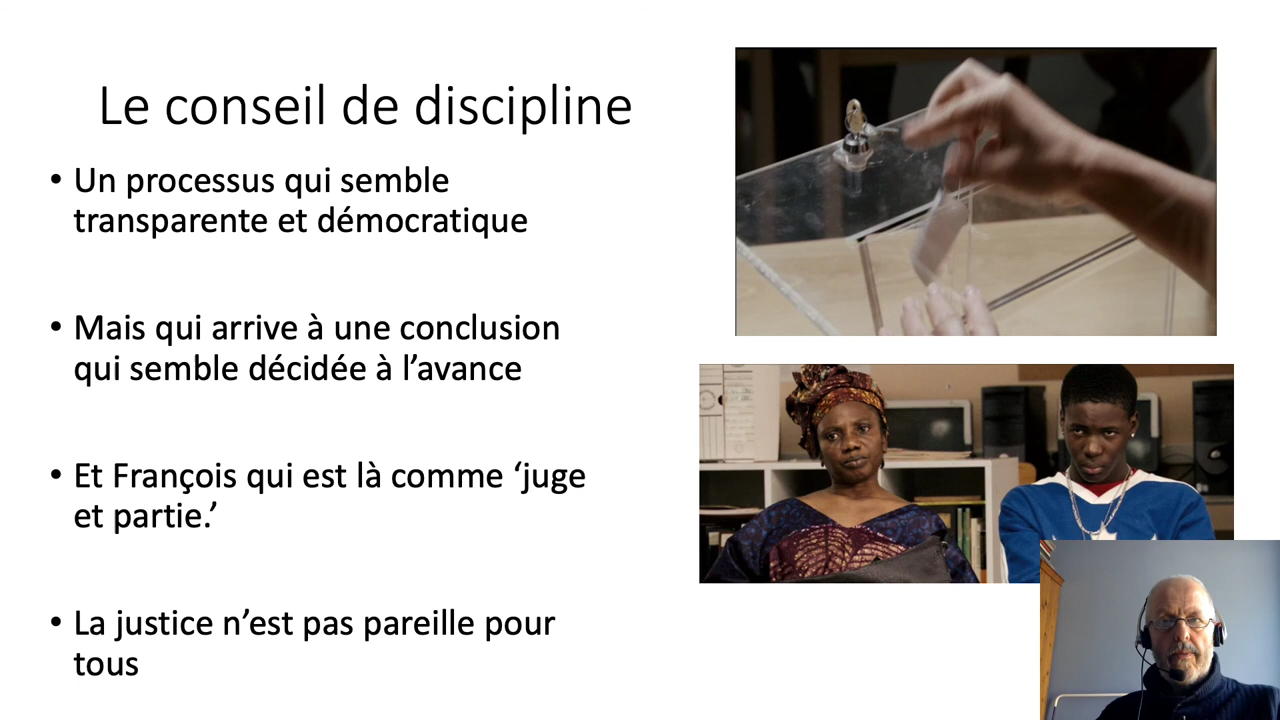 Le conseil de discipline
• Un processus qui semble
transparente et démocratique
• Mais qui arrive à une conclusion
qui semble décidée à l’avance
• Et François qui est là comme ‘juge
et partie.’
• La justice n’est pas pareille pour
tous